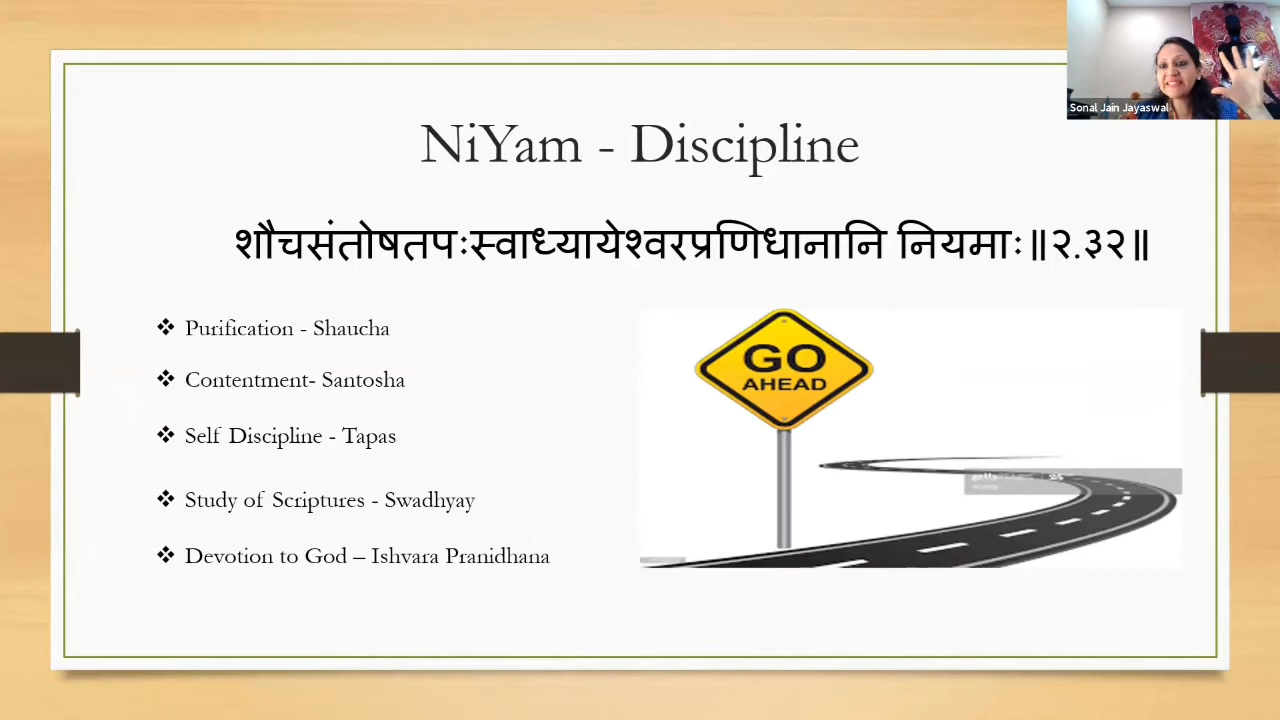 Sonal Jain Jayaswal
NiYam - Discipline
शौचसंतोषतपःस्वाध्यायेश्वरप्रणिधानानि नियमाः॥२.३२॥
❖ Purification - Shaucha
❖ Contentment- Santosha
❖ Self Discipline - Tapas
❖ Study of Scriptures - Swadhyay
❖ Devotion to God – Ishvara Pranidhana
GO
AHEAD